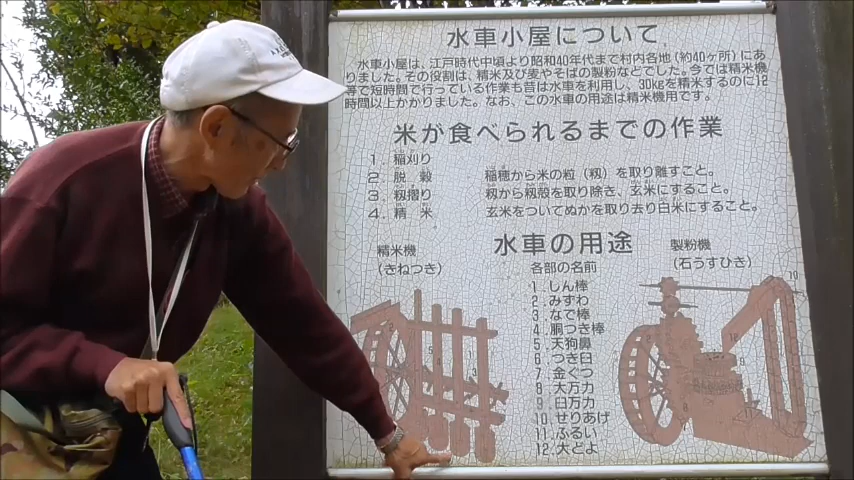 水車小屋について
水車小屋は、江戸時代中頃より昭和40年代まで村内各地(約40ヶ所)にあ
りました。その役割は、精米及び麦やそばの製粉などでした。今では精米機
等で短時間で行っている作業も昔は水車を利用し、30kgを精米するのに12
時間以上かかりました。なお、この水車の用途は精米機用です。
米が食べられるまでの作業
1.稲刈り
2.脱穀 稲穂から米の粒(籾)を取り離すこと。
3.籾摺り 籾から籾殻を取り除き、玄米にすること。
4.精米 玄米をついてぬかを取り去り白米にすること。
水車の用途
精米機
(きねつき)
各部の名前
1.しん棒
2.みずわ
3.なで棒
4.胴つき棒
5.天狗鼻
6.つき臼
7.金ぐつ
8.大万力
9.臼万力
10.せりあげ
11.ふるい
12.大どよ
製粉機
(石うすひき)